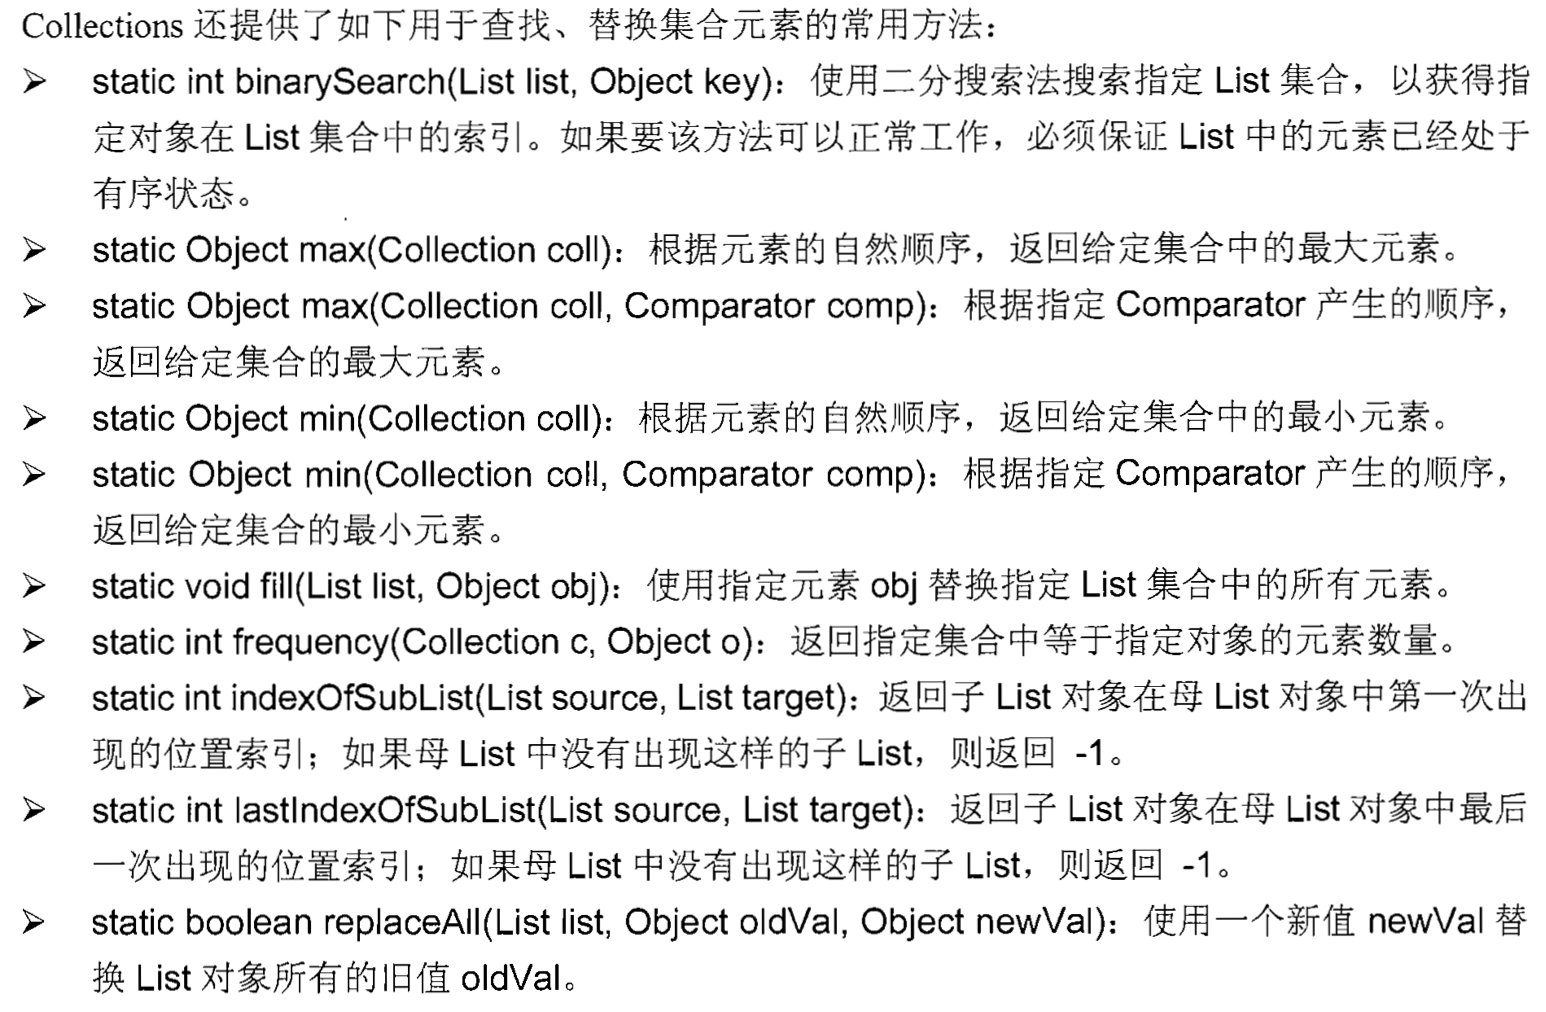 Collections 还提供了如下用于查找、替换集合元素的常用方法：
➢ static int binarySearch(List list, Object key)：使用二分搜索法搜索指定 List 集合，以获得指
定对象在 List 集合中的索引。如果要该方法可以正常工作，必须保证 List 中的元素已经处于
有序状态。
➢ static Object max(Collection coll)：根据元素的自然顺序，返回给定集合中的最大元素。
➢ static Object max(Collection coll, Comparator comp)：根据指定 Comparator 产生的顺序，
返回给定集合的最大元素。
➢ static Object min(Collection coll)：根据元素的自然顺序，返回给定集合中的最小元素。
➢ static Object min(Collection coll, Comparator comp)：根据指定 Comparator 产生的顺序，
返回给定集合的最小元素。
➢ static void fill(List list, Object obj)：使用指定元素 obj 替换指定 List 集合中的所有元素。
➢ static int frequency(Collection c, Object o)：返回指定集合中等于指定对象的元素数量。
➢ static int indexOfSubList(List source, List target)：返回子 List 对象在母 List 对象中第一次出
现的位置索引；如果母 List 中没有出现这样的子 List，则返回 -1。
➢ static int lastIndexOfSubList(List source, List target)：返回子 List 对象在母 List 对象中最后
一次出现的位置索引；如果母 List 中没有出现这样的子 List，则返回 -1。
➢ static boolean replaceAll(List list, Object oldVal, Object newVal)：使用一个新值 newVal 替
换 List 对象所有的旧值 oldVal。